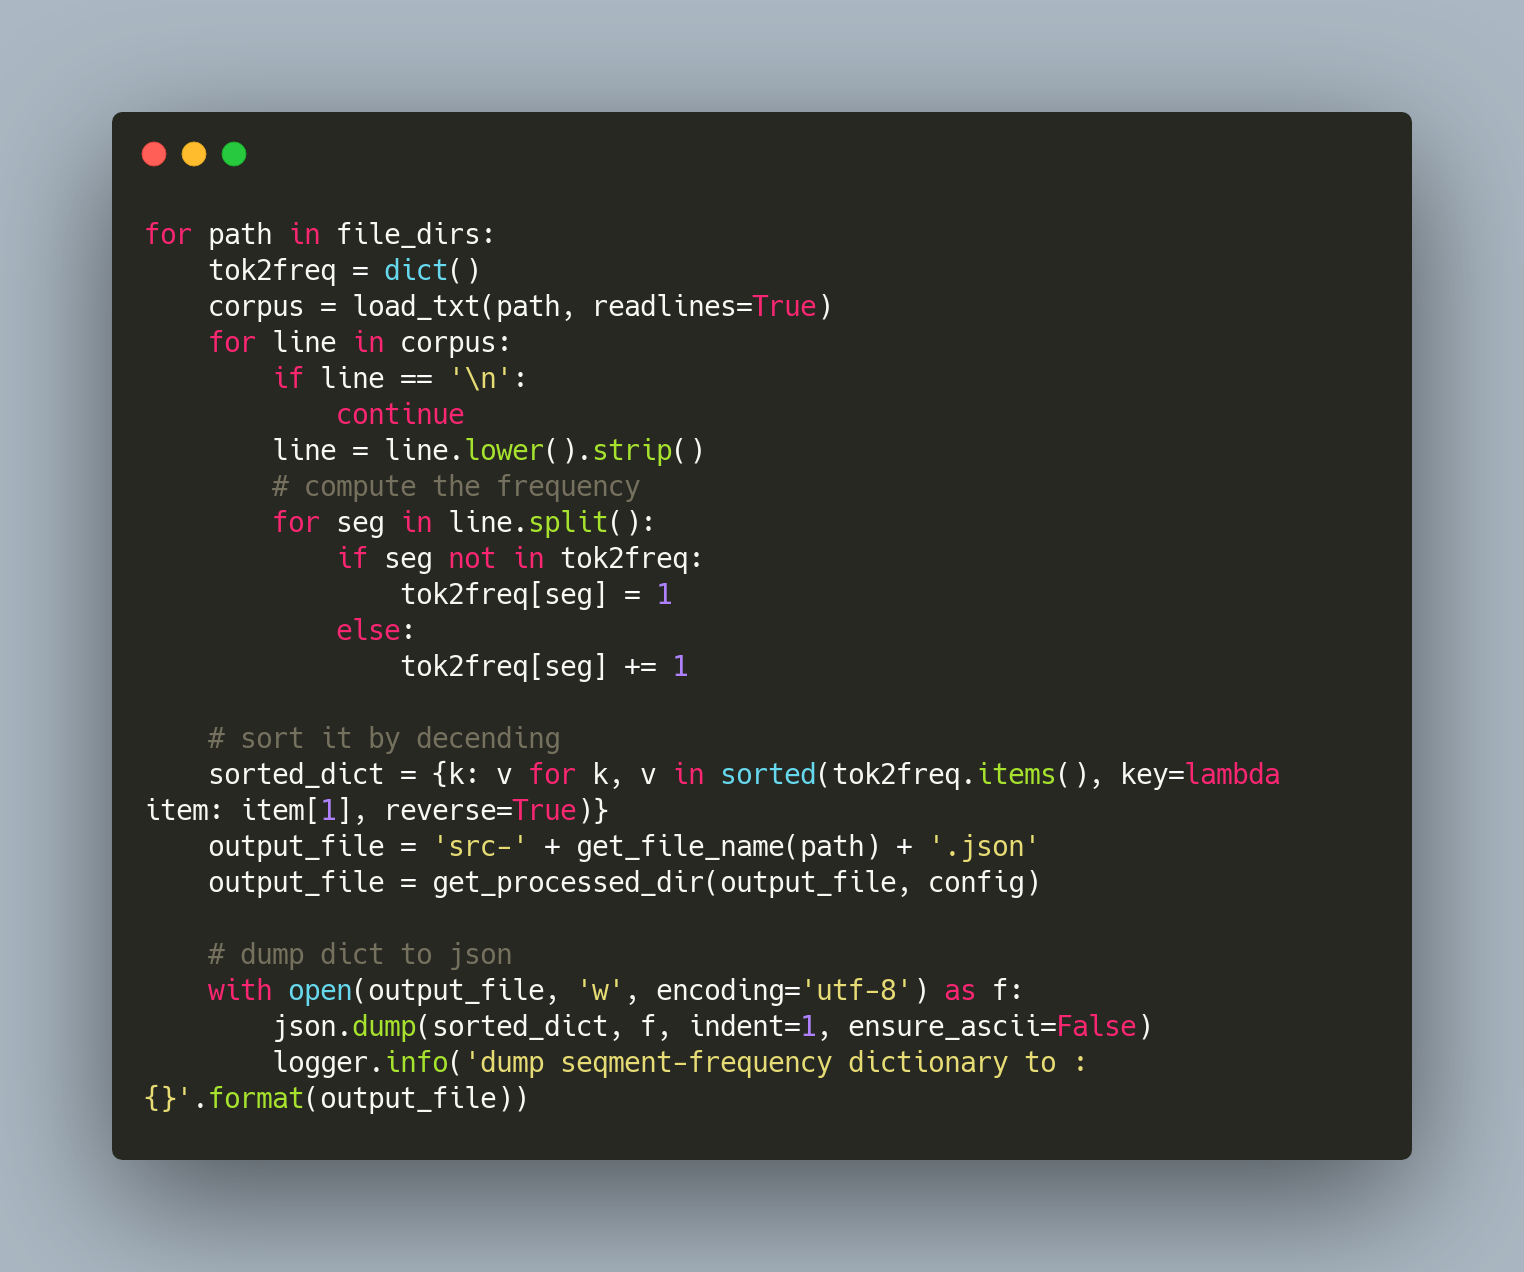 for path in file_dirs:
    tok2freq = dict()
    corpus = load_txt(path, readlines=True)
    for line in corpus:
        if line == '\n':
            continue
        line = line.lower().strip()
        # compute the frequency
        for seg in line.split():
            if seg not in tok2freq:
                tok2freq[seg] = 1
            else:
                tok2freq[seg] += 1

    # sort it by decending
    sorted_dict = {k: v for k, v in sorted(tok2freq.items(), key=lambda
item: item[1], reverse=True)}
    output_file = 'src-' + get_file_name(path) + '.json'
    output_file = get_processed_dir(output_file, config)

    # dump dict to json
    with open(output_file, 'w', encoding='utf-8') as f:
        json.dump(sorted_dict, f, indent=1, ensure_ascii=False)
        logger.info('dump seqment-frequency dictionary to :
{}'.format(output_file))